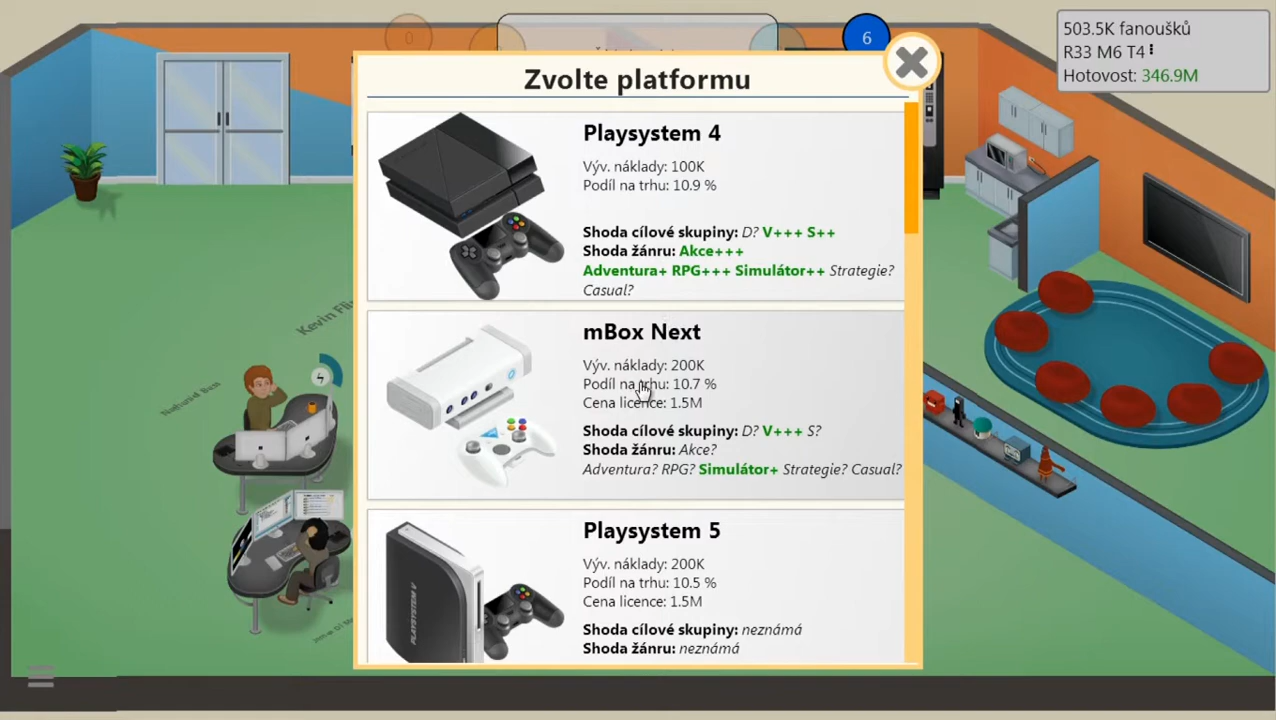 0
6
503.5K fanoušků
R33 M6 T4
Hotovost: 346.9M
Zvolte platformu
Playsystem 4
Výv. náklady: 100K
Podíl na trhu: 10.9 %
Shoda cílové skupiny: D? V+++ S++
Shoda žánru: Akce+++
Adventura+ RPG+++ Simulátor++ Strategie?
Casual?
mBox Next
Výv. náklady: 200K
Podíl na trhu: 10.7 %
Cena licence: 1.5M
Shoda cílové skupiny: D? V+++ S?
Shoda žánru: Akce?
Adventura? RPG? Simulátor+ Strategie? Casual?
Playsystem 5
Výv. náklady: 200K
Podíl na trhu: 10.5 %
Cena licence: 1.5M
Shoda cílové skupiny: neznámá
Shoda žánru: neznámá
PLAYSYSTEM V
Kevin